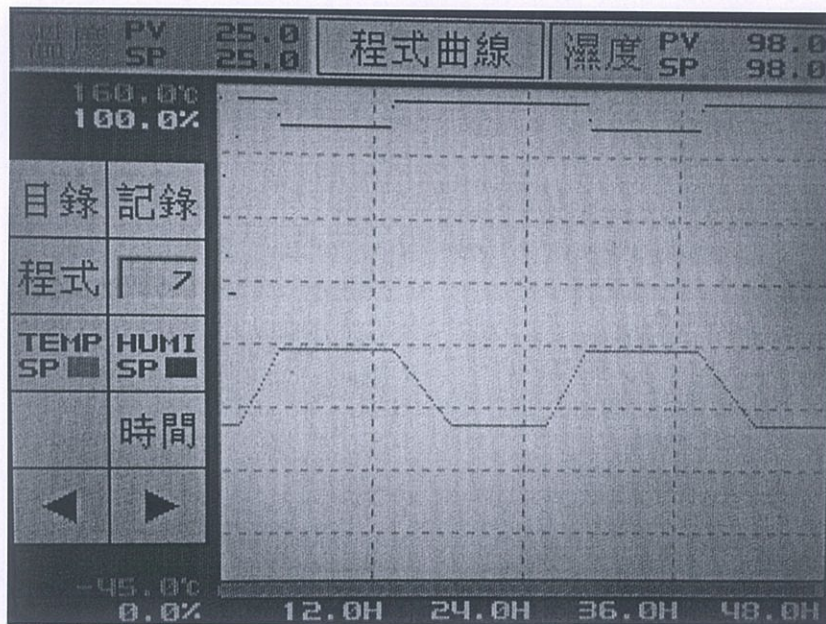 溫度 PV 25.0 程式曲線 濕度 PV 98.0
SP 25.0 SP 98.0
160.0℃
100.0%
目錄 記錄
程式 7
TEMP HUMI
SP SP
時間
-45.0℃
0.0% 12.0H 24.0H 36.0H 48.0H